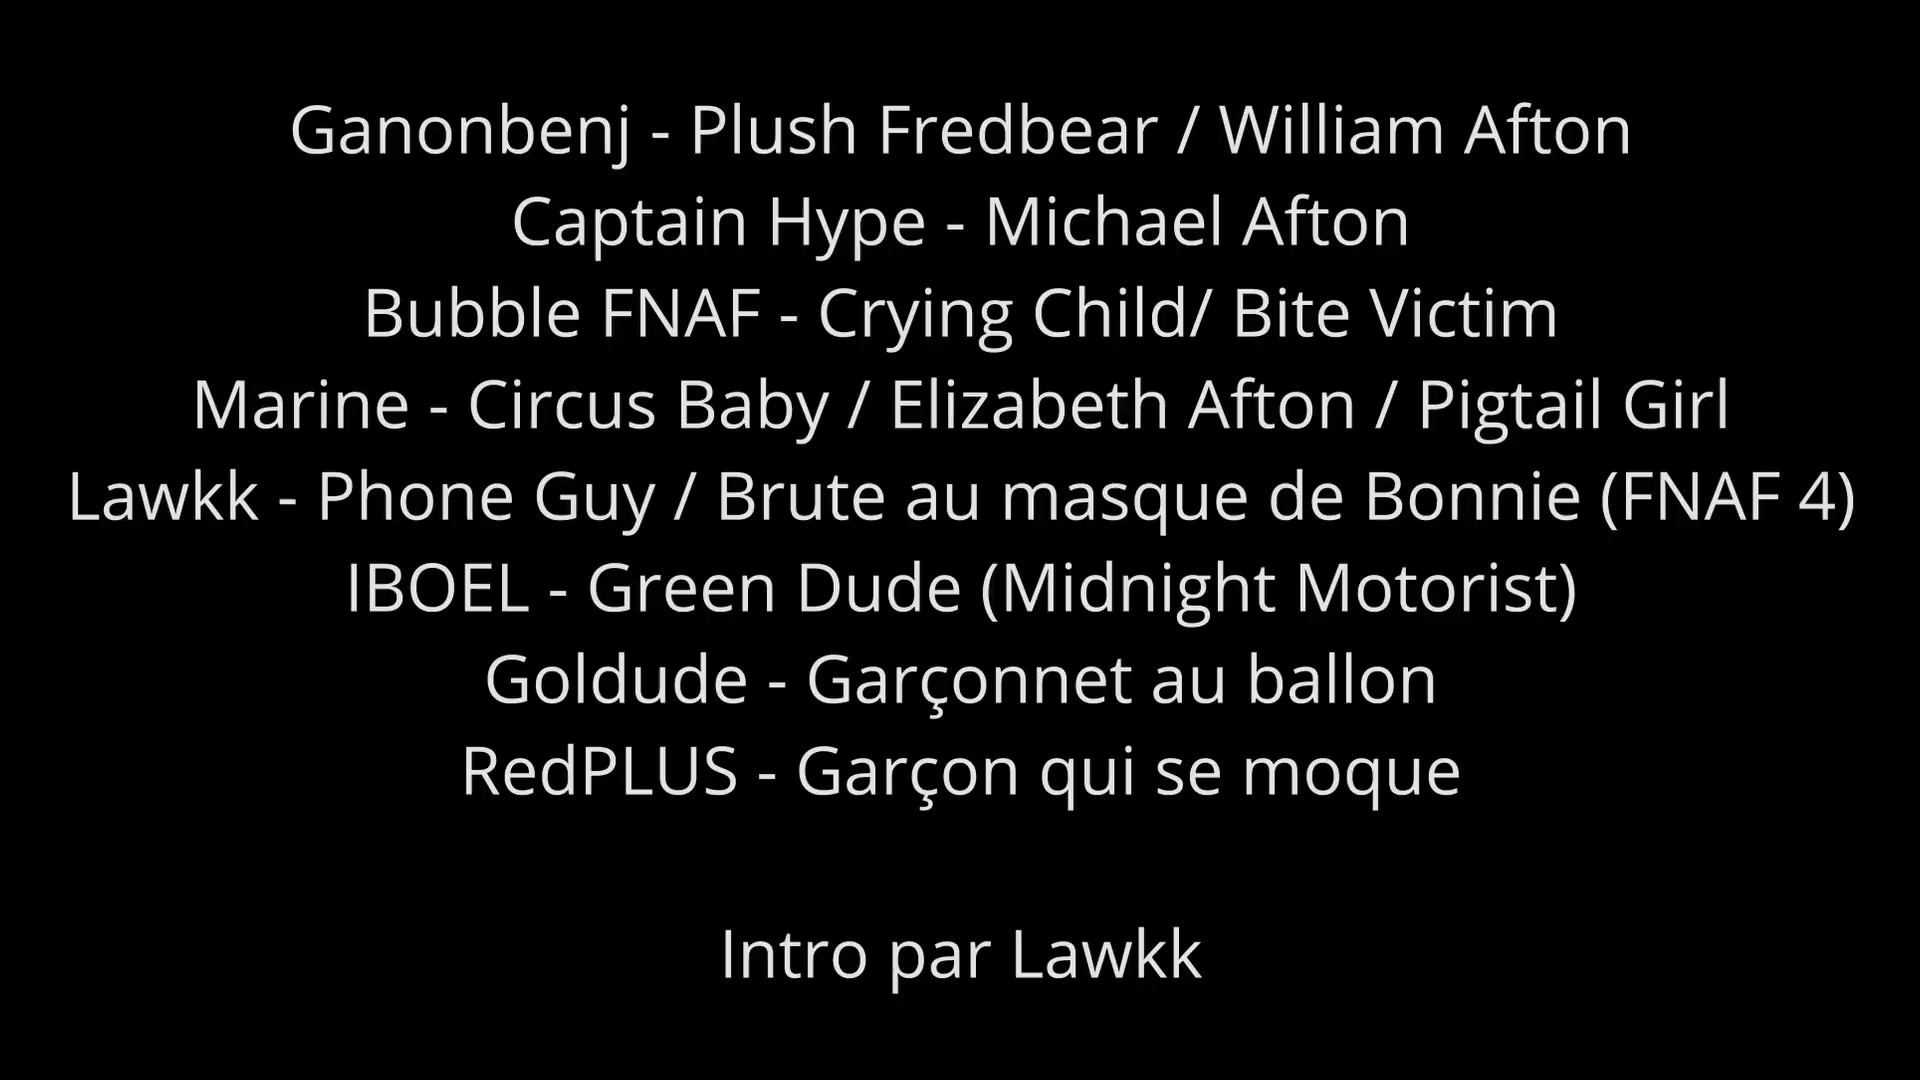 Ganonbenj - Plush Fredbear / William Afton
Captain Hype - Michael Afton
Bubble FNAF - Crying Child/ Bite Victim
Marine - Circus Baby / Elizabeth Afton / Pigtail Girl
Lawkk - Phone Guy / Brute au masque de Bonnie (FNAF 4)
IBOEL - Green Dude (Midnight Motorist)
Goldude - Garçonnet au ballon
RedPLUS - Garçon qui se moque
Intro par Lawkk